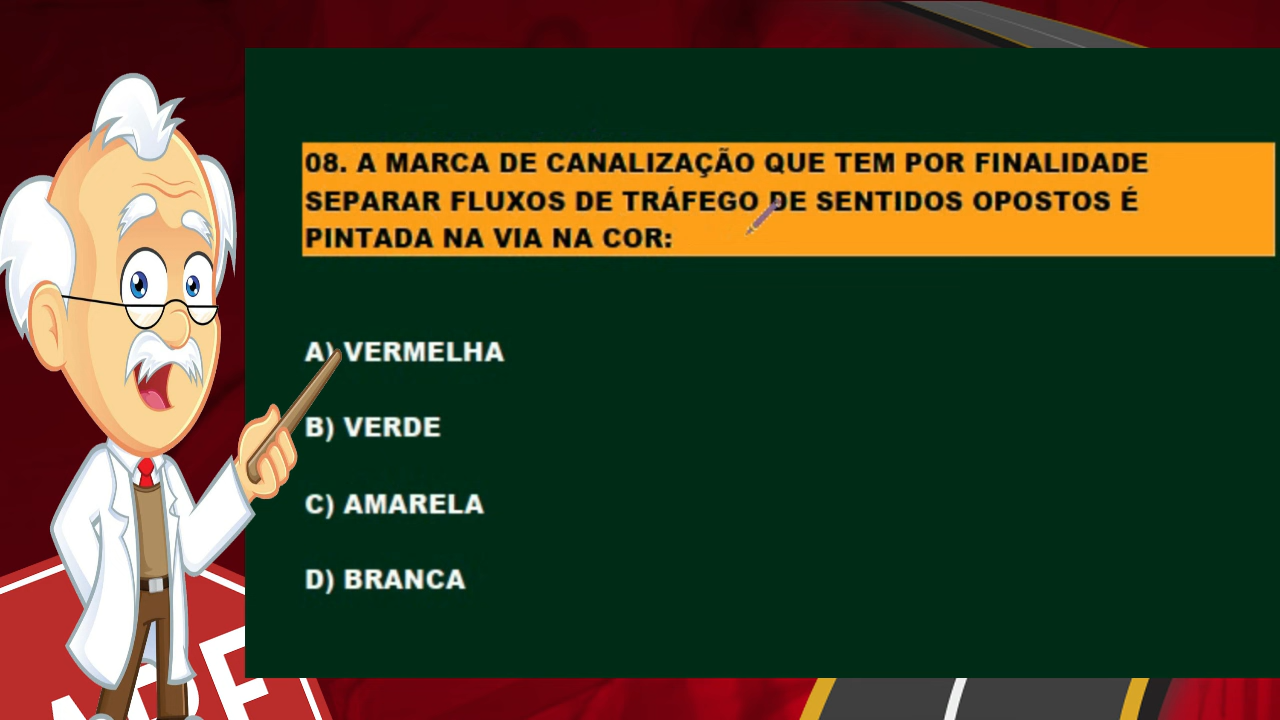 08. A MARCA DE CANALIZAÇÃO QUE TEM POR FINALIDADE
SEPARAR FLUXOS DE TRÁFEGO DE SENTIDOS OPOSTOS É
PINTADA NA VIA NA COR:
A) VERMELHA
B) VERDE
C) AMARELA
D) BRANCA